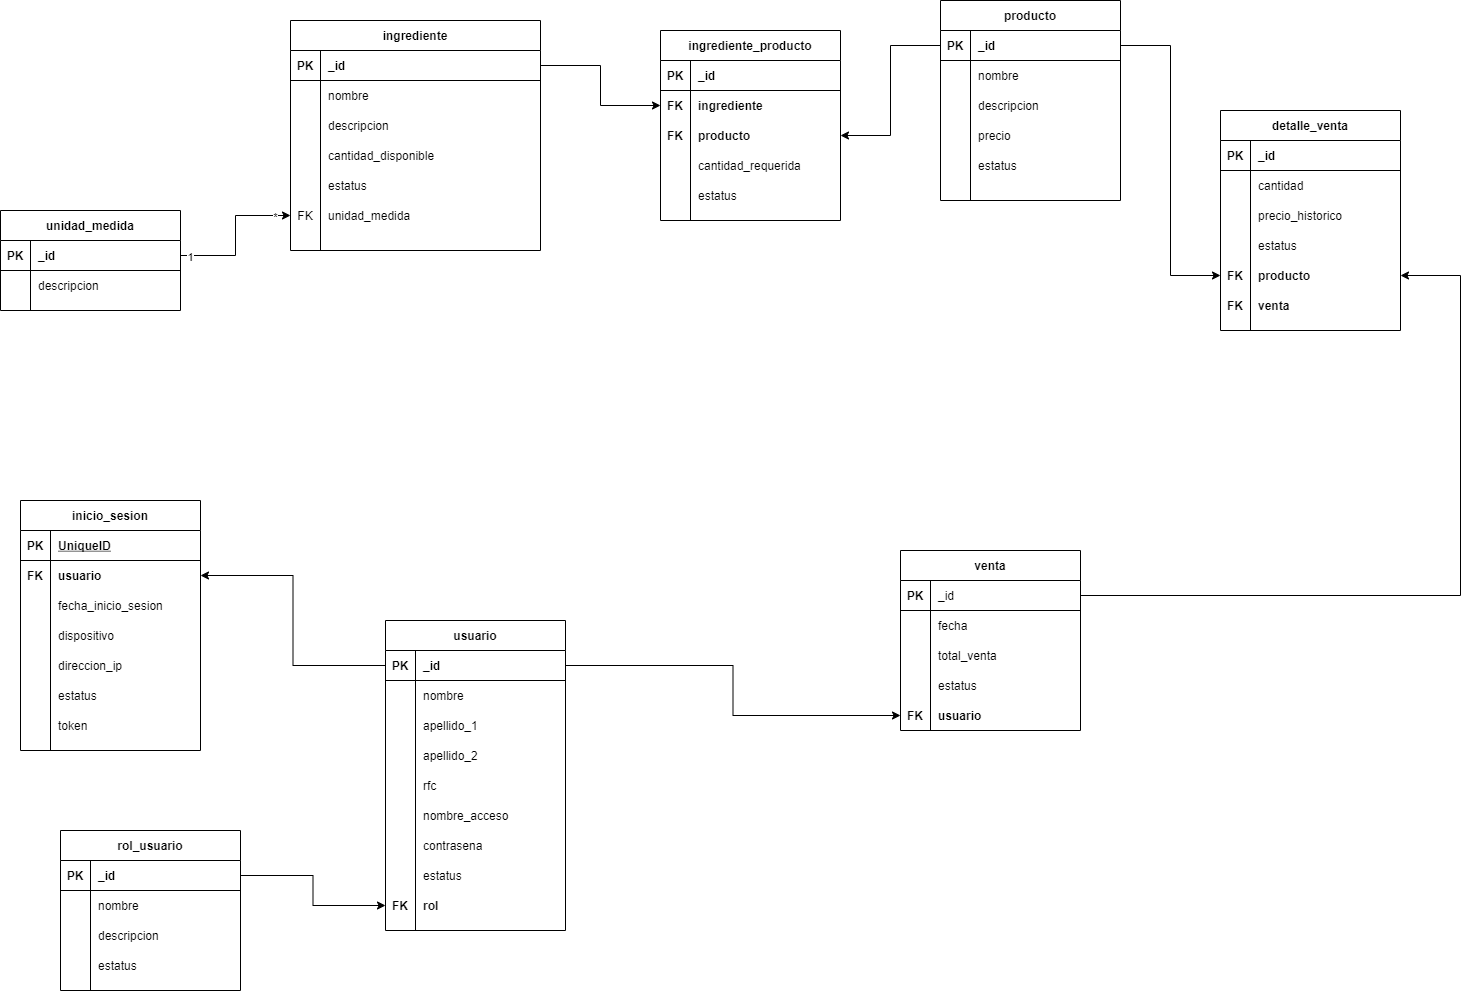 ingrediente
PK _id
nombre
descripcion
cantidad_disponible
estatus
FK unidad_medida
ingrediente_producto
PK _id
FK ingrediente
FK producto
cantidad_requerida
estatus
producto
PK _id
nombre
descripcion
precio
estatus
detalle_venta
PK _id
cantidad
precio_historico
estatus
FK producto
FK venta
unidad_medida
PK _id
descripcion
1
*
inicio_sesion
PK UniqueID
FK usuario
fecha_inicio_sesion
dispositivo
direccion_ip
estatus
token
usuario
PK _id
nombre
apellido_1
apellido_2
rfc
nombre_acceso
contrasena
estatus
FK rol
venta
PK _id
fecha
total_venta
estatus
FK usuario
rol_usuario
PK _id
nombre
descripcion
estatus